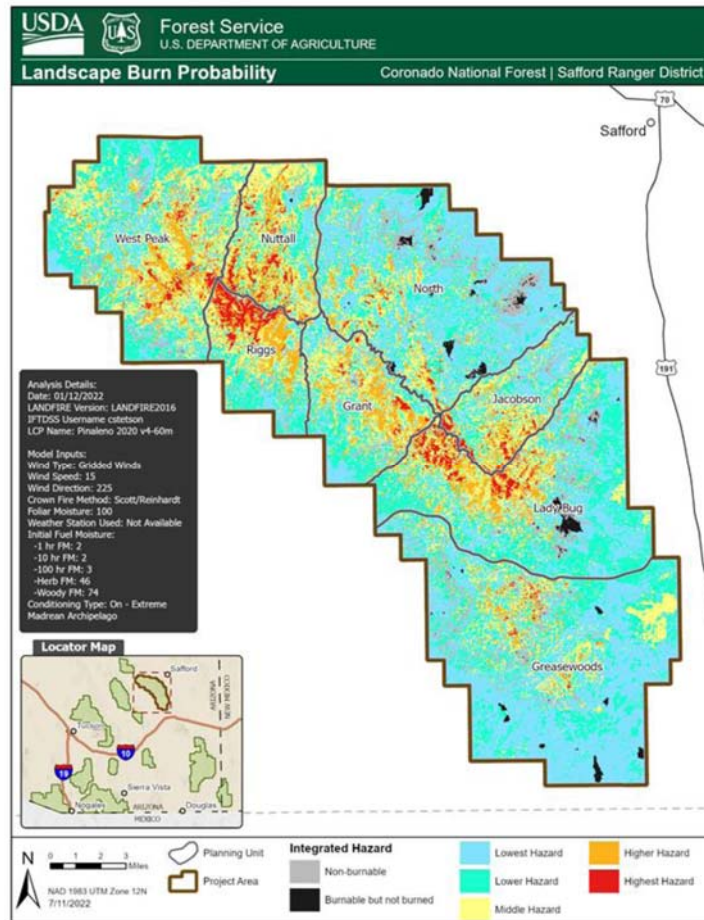 USDA
Forest Service
U.S. DEPARTMENT OF AGRICULTURE
Landscape Burn Probability
Coronado National Forest | Safford Ranger District
70
Safford
West Peak
Nuttall
North
Riggs
Grant
Jacobson
191
Lady Bug
Greasewoods
Analysis Details:
Date: 01/12/2022
LANDFIRE Version: LANDFIRE2016
IFTDSS Username cstetson
LCP Name: Pinaleno 2020 v4-60m
Model Inputs:
Wind Type: Gridded Winds
Wind Speed: 15
Wind Direction: 225
Crown Fire Method: Scott/Reinhardt
Foliar Moisture: 100
Weather Station Used: Not Available
Initial Fuel Moisture:
-1 hr FM: 2
-10 hr FM: 2
-100 hr FM: 3
-Herb FM: 46
-Woody FM: 74
Conditioning Type: On - Extreme
Madrean Archipelago
Locator Map
Safford
ARIZONA
NEW MEXICO
Tucson
10
19
Sierra Vista
Nogales
ARIZONA
MEXICO
Douglas
N
0 1 2 3
Miles
NAD 1983 UTM Zone 12N
7/11/2022
Planning Unit
Project Area
Integrated Hazard
Non-burnable
Burnable but not burned
Lowest Hazard
Lower Hazard
Middle Hazard
Higher Hazard
Highest Hazard